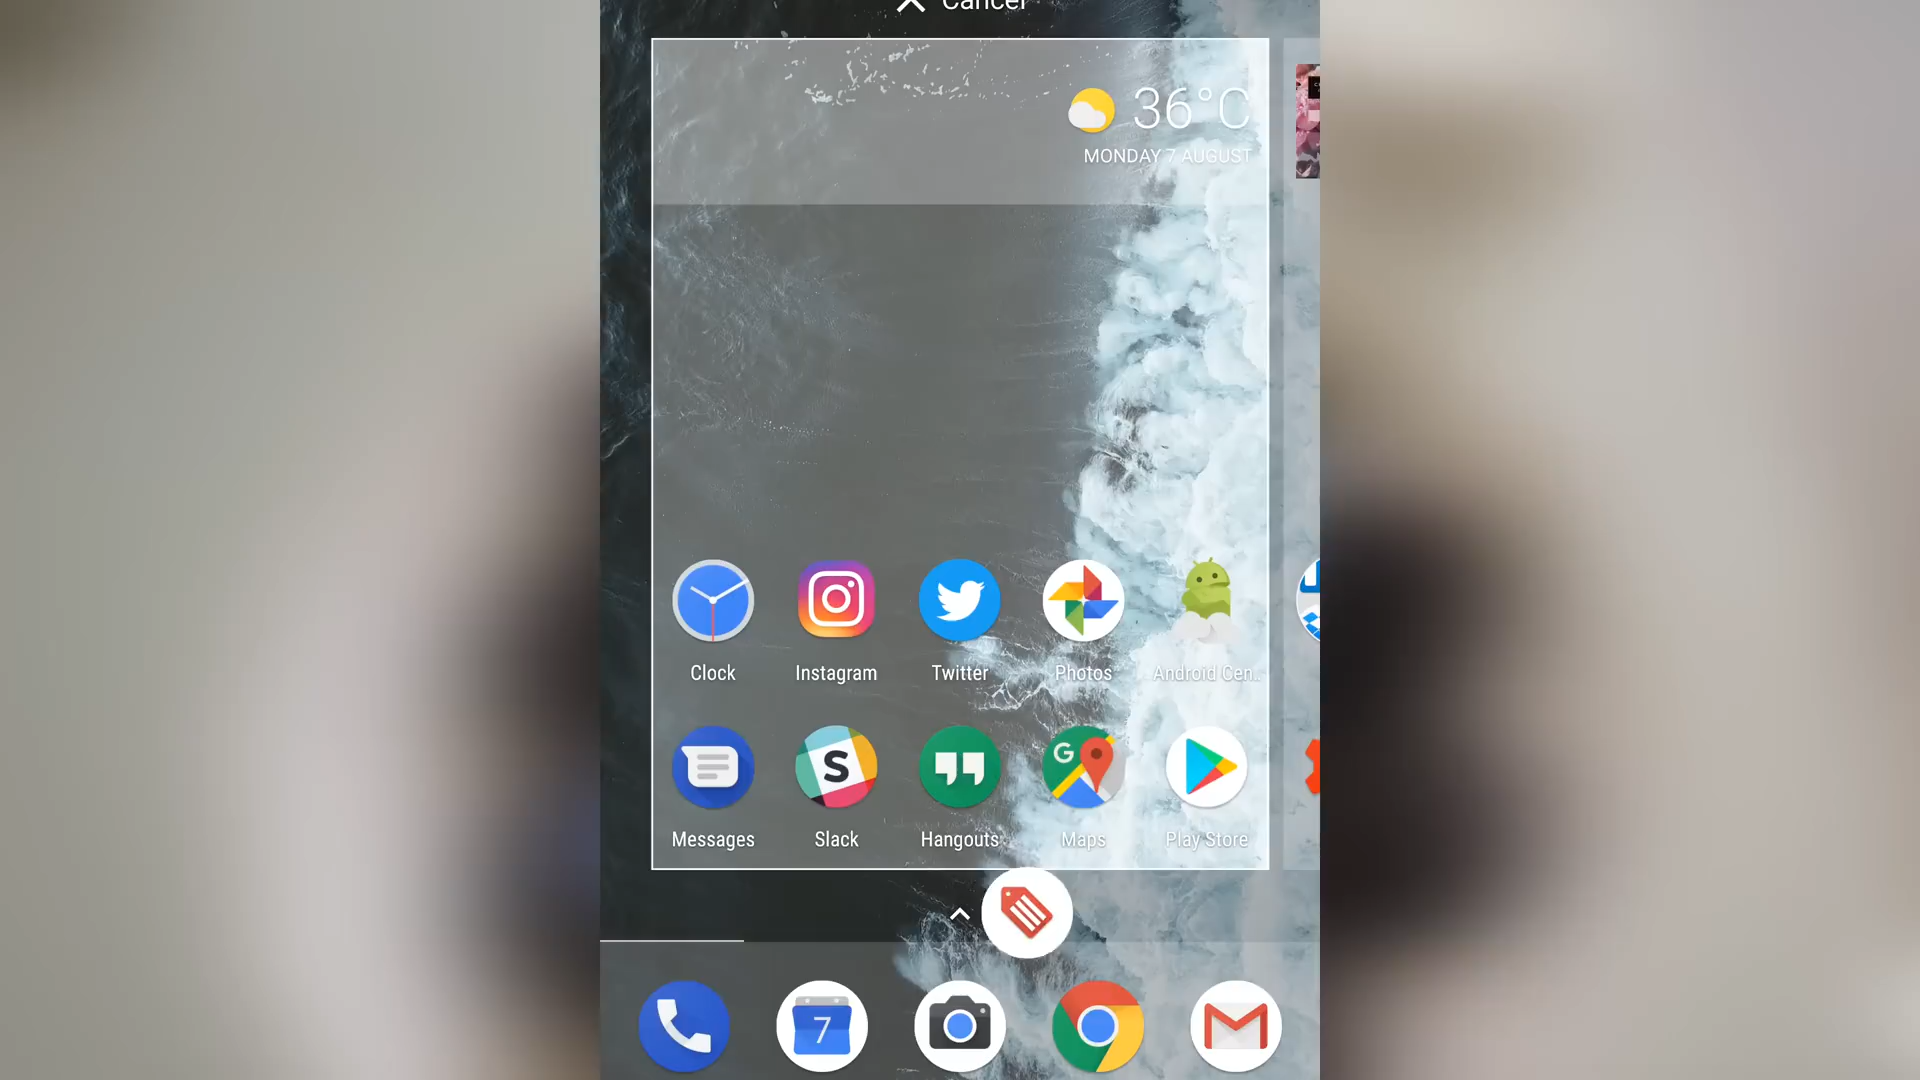 Cancel
36°C
MONDAY 7 AUGUST
Clock
Instagram
Twitter
Photos
Android Cen..
S
G
Messages
Slack
Hangouts
Maps
Play Store
7